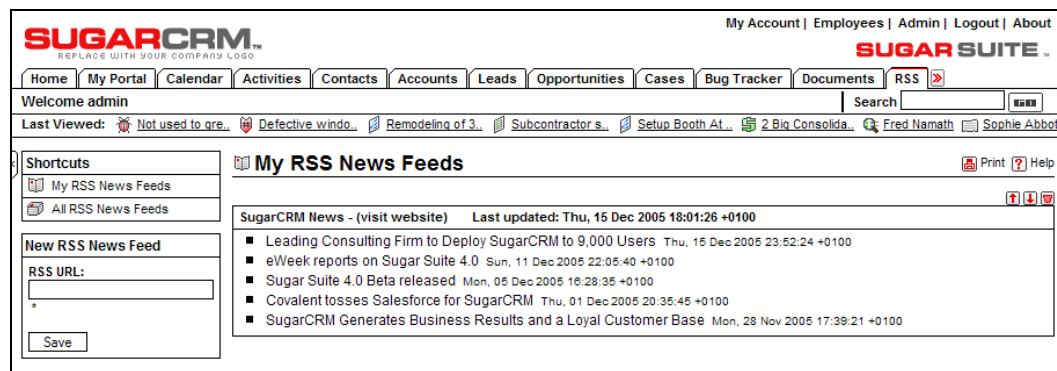 My Account | Employees | Admin | Logout | About
SUGARCRM™
REPLACE WITH YOUR COMPANY LOGO
SUGAR SUITE™
Home My Portal Calendar Activities Contacts Accounts Leads Opportunities Cases Bug Tracker Documents RSS »
Welcome admin
Search GO
Last Viewed: Not used to gre.. Defective windo.. Remodeling of 3.. Subcontractor s.. Setup Booth At .. 2 Big Consolida.. Fred Namath Sophie Abbot
Shortcuts
My RSS News Feeds
All RSS News Feeds
New RSS News Feed
RSS URL:
*
Save
My RSS News Feeds
Print ? Help
SugarCRM News - (visit website) Last updated: Thu, 15 Dec 2005 18:01:26 +0100
Leading Consulting Firm to Deploy SugarCRM to 9,000 Users Thu, 15 Dec 2005 23:52:24 +0100
eWeek reports on Sugar Suite 4.0 Sun, 11 Dec 2005 22:05:40 +0100
Sugar Suite 4.0 Beta released Mon, 05 Dec 2005 16:28:35 +0100
Covalent tosses Salesforce for SugarCRM Thu, 01 Dec 2005 20:35:45 +0100
SugarCRM Generates Business Results and a Loyal Customer Base Mon, 28 Nov 2005 17:39:21 +0100